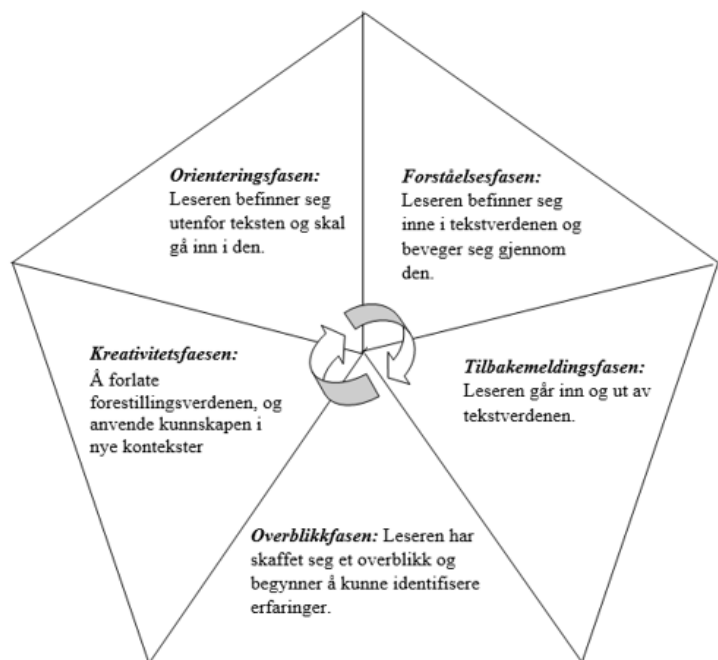 Orienteringsfasen:
Leseren befinner seg
utenfor teksten og skal
gå inn i den.
Forståelsesfasen:
Leseren befinner seg
inne i tekstverdenen og
beveger seg gjennom
den.
Tilbakemeldingsfasen:
Leseren går inn og ut av
tekstverdenen.
Overblikkfasen: Leseren har
skaffet seg et overblikk og
begynner å kunne identifisere
erfaringer.
Kreativitetsfaesen:
Å forlate
forestillingsverdenen, og
anvende kunnskapen i
nye kontekster